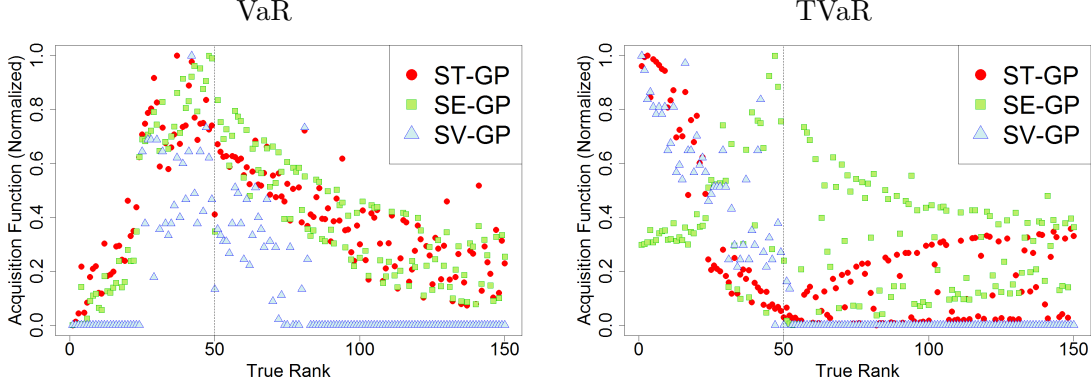 VaR
TVaR
Acquisition Function (Normalized)
0.0
0.2
0.4
0.6
0.8
1.0
0
50
100
150
True Rank
ST-GP
SE-GP
SV-GP
Acquisition Function (Normalized)
0.0
0.2
0.4
0.6
0.8
1.0
0
50
100
150
True Rank
ST-GP
SE-GP
SV-GP